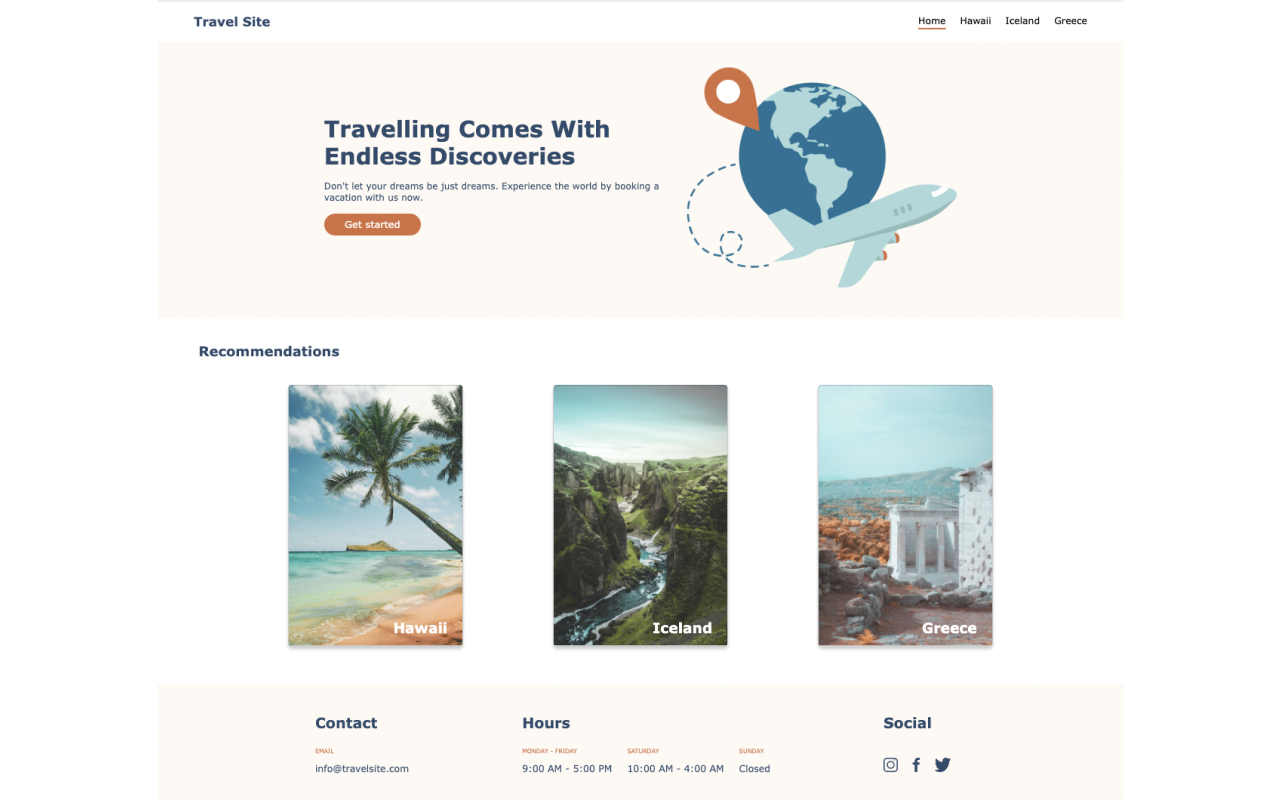 Travel Site
Home
Hawaii
Iceland
Greece
Travelling Comes With
Endless Discoveries
Don't let your dreams be just dreams. Experience the world by booking a
vacation with us now.
Get started
Recommendations
Hawaii
Iceland
Greece
Contact
EMAIL
info@travelsite.com
Hours
MONDAY - FRIDAY
9:00 AM - 5:00 PM
SATURDAY
10:00 AM - 4:00 AM
SUNDAY
Closed
Social